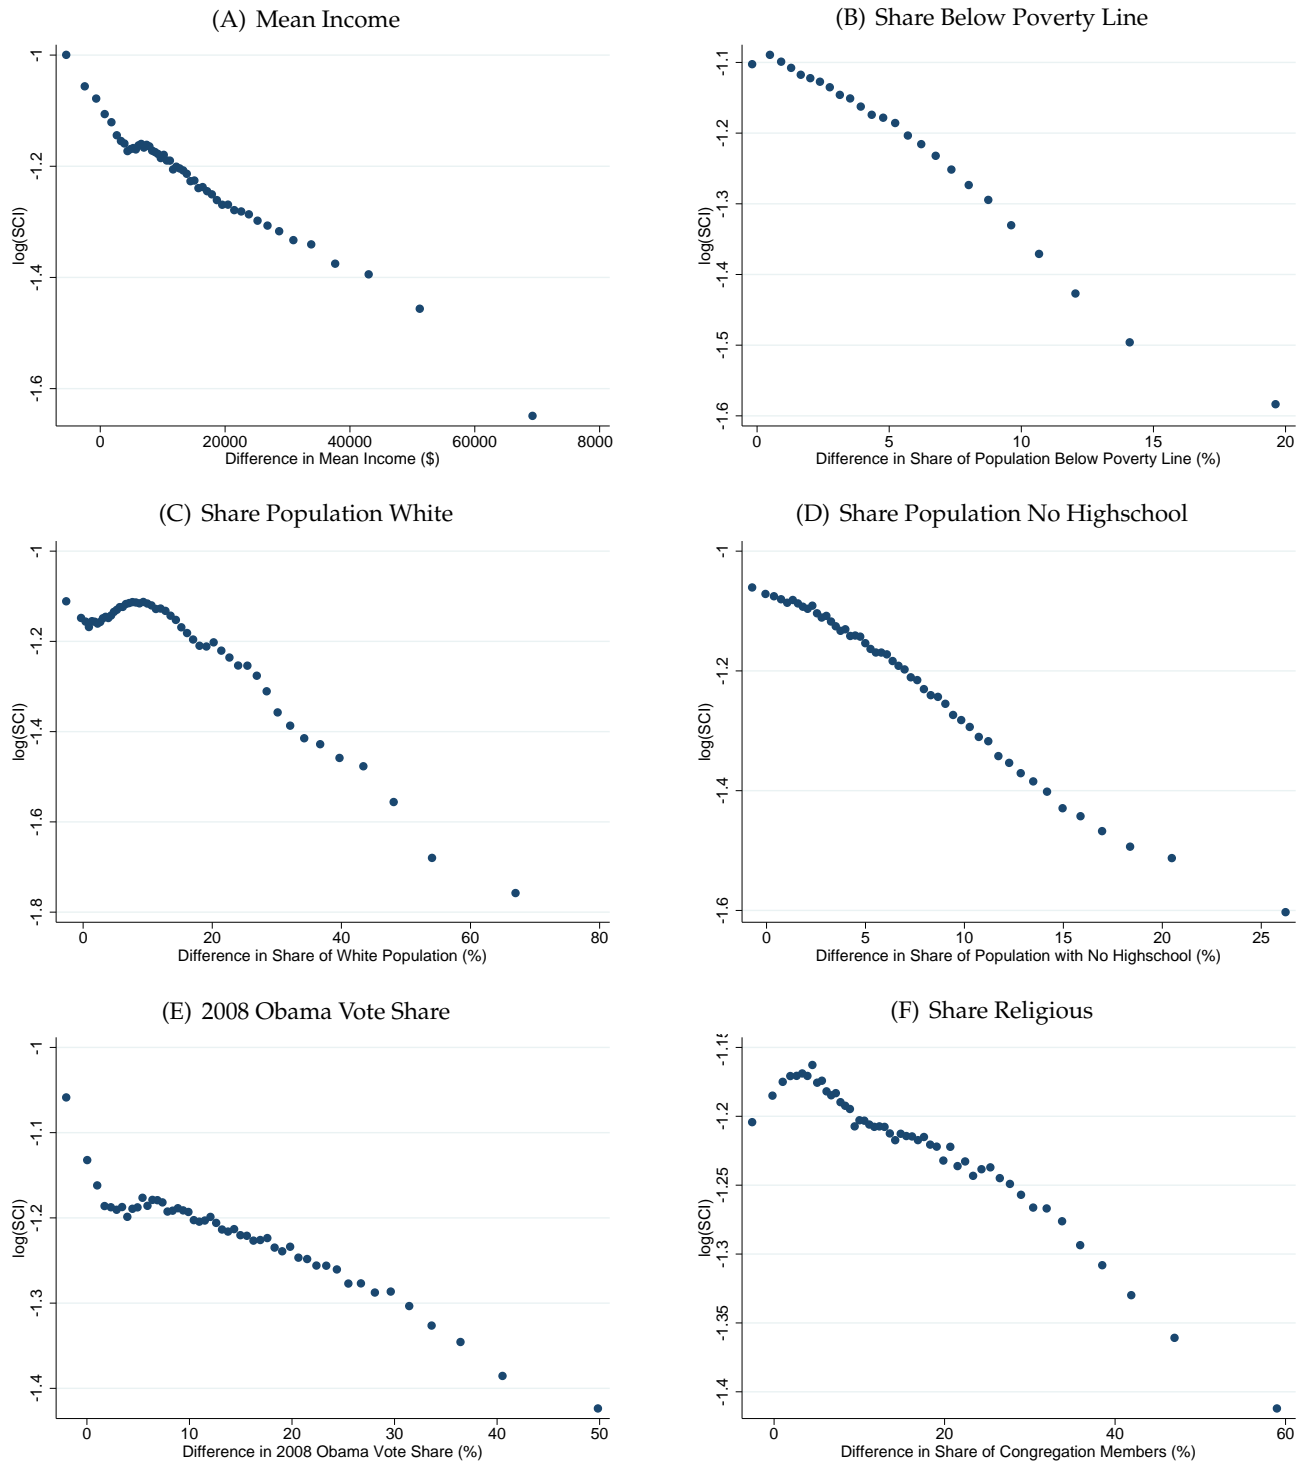 (A) Mean Income
-1
-1.2
-1.4
-1.6
log(SCI)
0 20000 40000 60000 8000
Difference in Mean Income ($)
(B) Share Below Poverty Line
-1.1
-1.2
-1.3
-1.4
-1.5
-1.6
log(SCI)
0 5 10 15 20
Difference in Share of Population Below Poverty Line (%)
(C) Share Population White
-1
-1.2
-1.4
-1.6
-1.8
log(SCI)
0 20 40 60 80
Difference in Share of White Population (%)
(D) Share Population No Highschool
-1
-1.2
-1.4
-1.6
log(SCI)
0 5 10 15 20 25
Difference in Share of Population with No Highschool (%)
(E) 2008 Obama Vote Share
-1
-1.1
-1.2
-1.3
-1.4
log(SCI)
0 10 20 30 40 50
Difference in 2008 Obama Vote Share (%)
(F) Share Religious
-1.15
-1.2
-1.25
-1.3
-1.35
-1.4
log(SCI)
0 20 40 60
Difference in Share of Congregation Members (%)